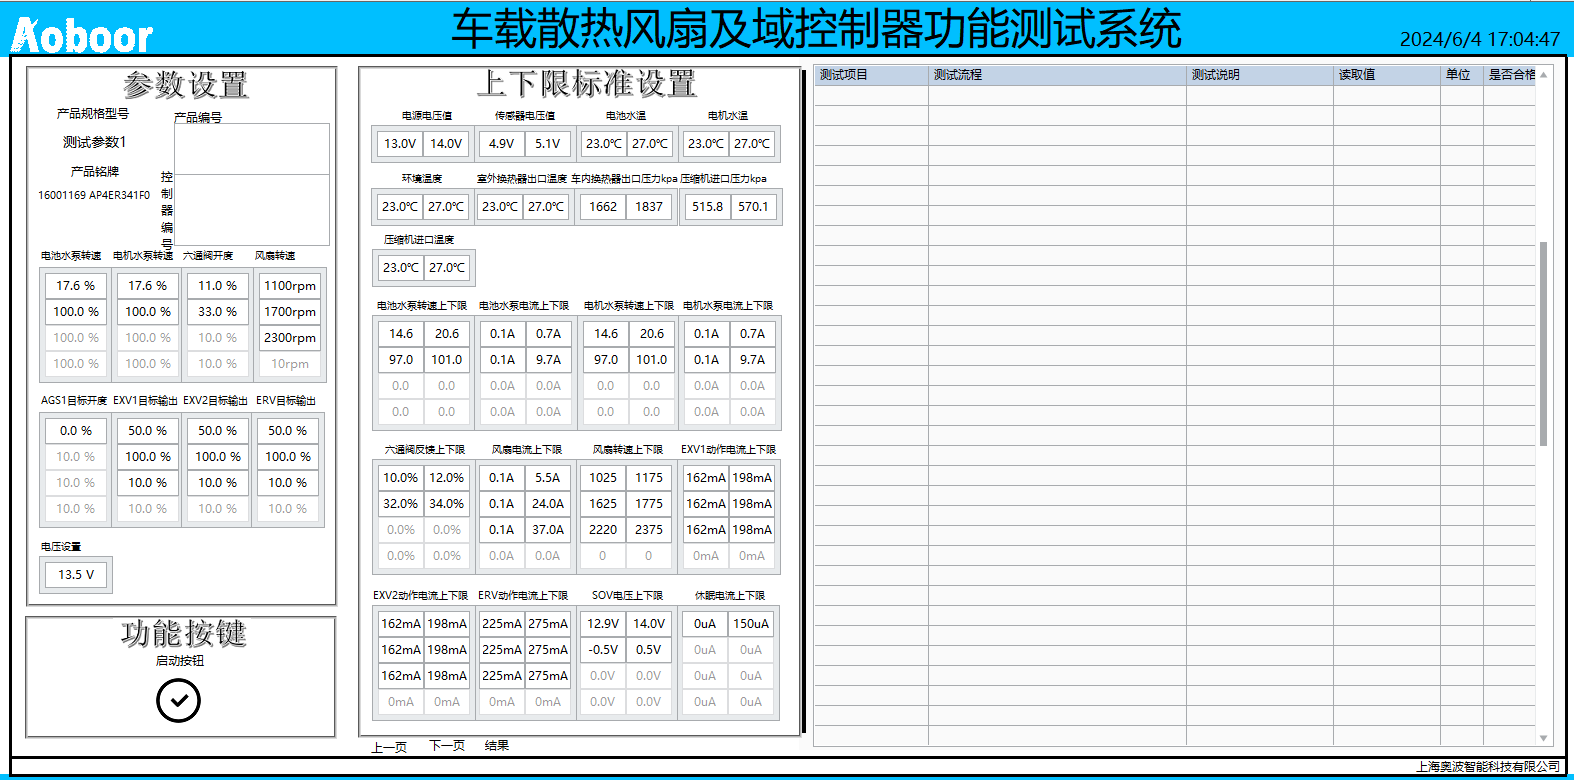 Aoboor
车载散热风扇及域控制器功能测试系统
2024/6/4 17:04:47
参数设置
产品规格型号
产品编号
测试参数1
产品铭牌
16001169 AP4ER341F0
控制器编号
电池水泵转速 电机水泵转速 六通阀开度 风扇转速
17.6 % 17.6 % 11.0 % 1100rpm
100.0 % 100.0 % 33.0 % 1700rpm
100.0 % 100.0 % 10.0 % 2300rpm
100.0 % 100.0 % 10.0 % 10rpm
AGS1目标开度 EXV1目标输出 EXV2目标输出 ERV目标输出
0.0 % 50.0 % 50.0 % 50.0 %
10.0 % 100.0 % 100.0 % 100.0 %
10.0 % 10.0 % 10.0 % 10.0 %
10.0 % 10.0 % 10.0 % 10.0 %
电压设置
13.5 V
功能按键
启动按钮
上下限标准设置
电源电压值 传感器电压值 电池水温 电机水温
13.0V 14.0V 4.9V 5.1V 23.0℃ 27.0℃ 23.0℃ 27.0℃
环境温度 室外换热器出口温度 车内换热器出口压力kpa 压缩机进口压力kpa
23.0℃ 27.0℃ 23.0℃ 27.0℃ 1662 1837 515.8 570.1
压缩机进口温度
23.0℃ 27.0℃
电池水泵转速上下限 电池水泵电流上下限 电机水泵转速上下限 电机水泵电流上下限
14.6 20.6 0.1A 0.7A 14.6 20.6 0.1A 0.7A
97.0 101.0 0.1A 9.7A 97.0 101.0 0.1A 9.7A
0.0 0.0 0.0A 0.0A 0.0 0.0 0.0A 0.0A
0.0 0.0 0.0A 0.0A 0.0 0.0 0.0A 0.0A
六通阀反馈上下限 风扇电流上下限 风扇转速上下限 EXV1动作电流上下限
10.0% 12.0% 0.1A 5.5A 1025 1175 162mA 198mA
32.0% 34.0% 0.1A 24.0A 1625 1775 162mA 198mA
0.0% 0.0% 0.1A 37.0A 2220 2375 162mA 198mA
0.0% 0.0% 0.0A 0.0A 0 0 0mA 0mA
EXV2动作电流上下限 ERV动作电流上下限 SOV电压上下限 休眠电流上下限
162mA 198mA 225mA 275mA 12.9V 14.0V 0uA 150uA
162mA 198mA 225mA 275mA -0.5V 0.5V 0uA 0uA
162mA 198mA 225mA 275mA 0.0V 0.0V 0uA 0uA
0mA 0mA 0mA 0mA 0.0V 0.0V 0uA 0uA
上一页 下一页 结果
测试项目 测试流程 测试说明 读取值 单位 是否合格
上海奥波智能科技有限公司